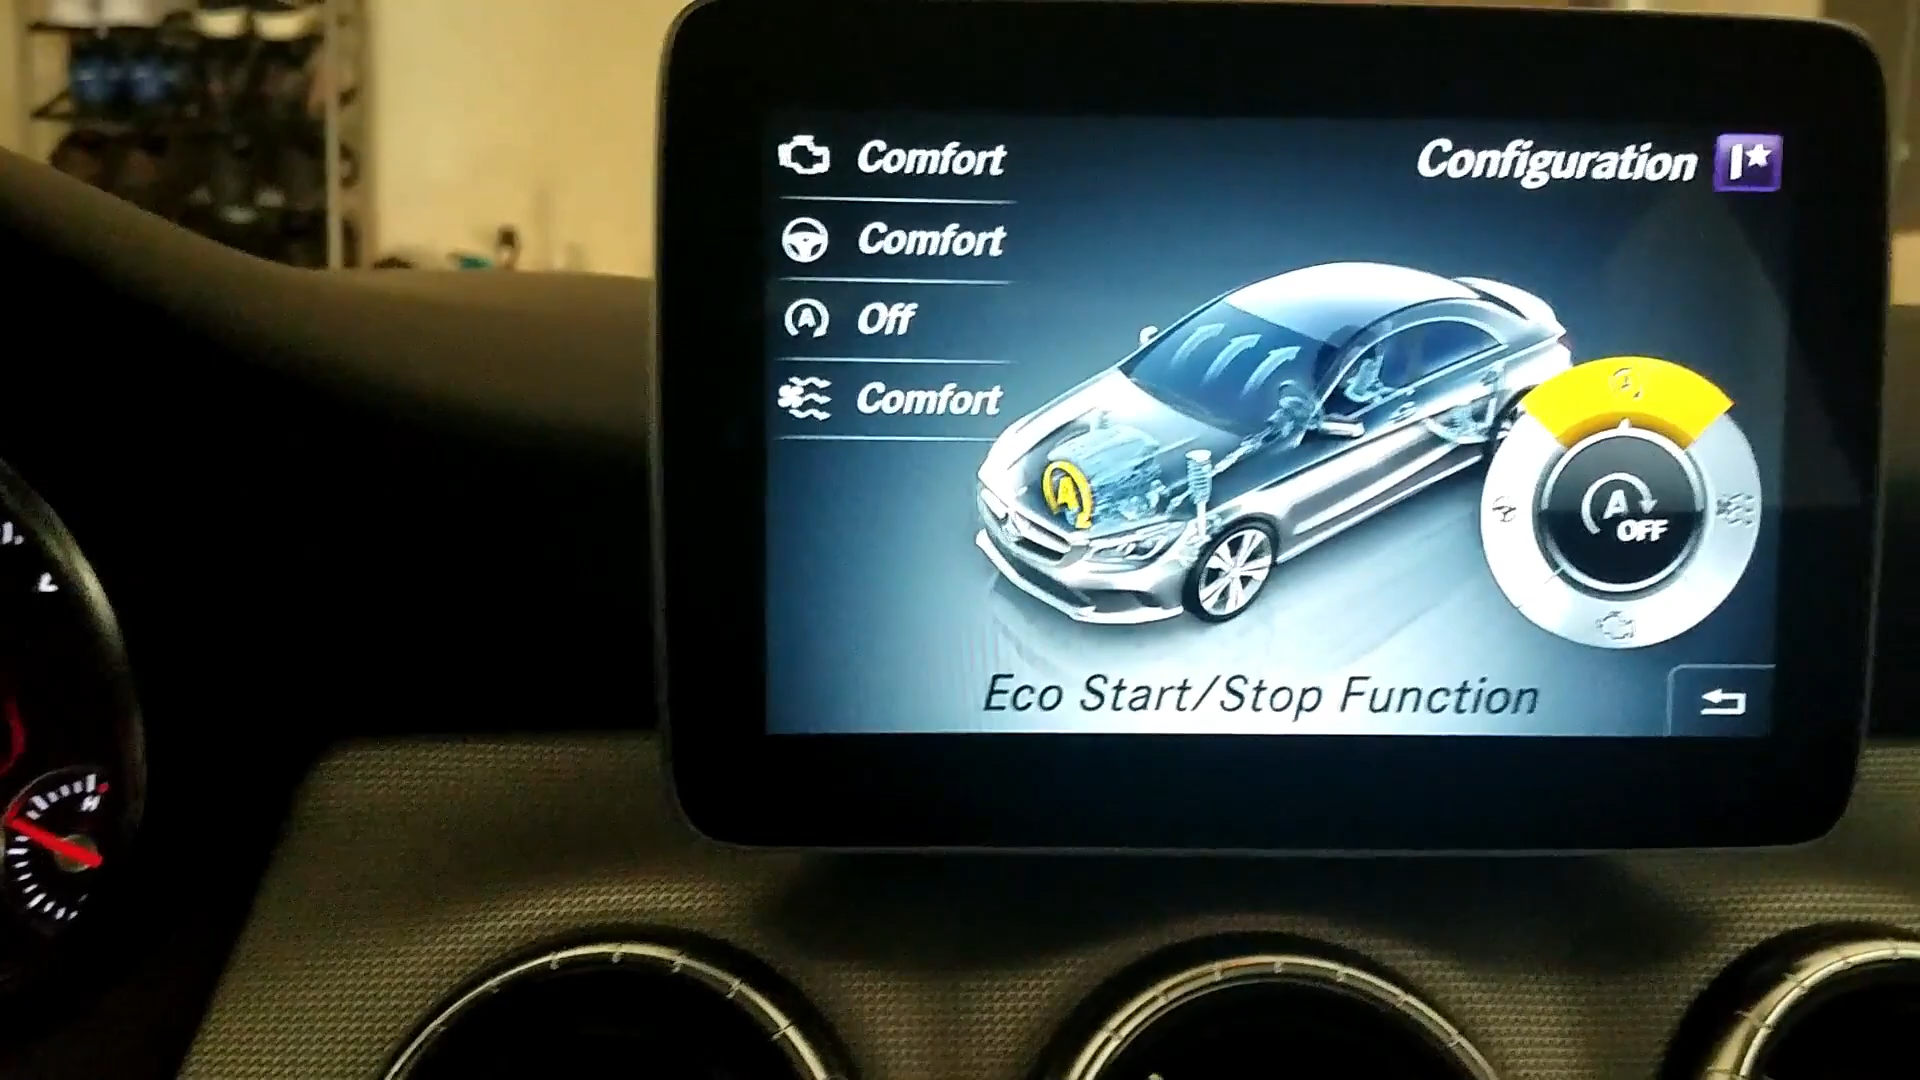 Comfort
Configuration
Comfort
Off
Comfort
A
A
OFF
Eco Start/Stop Function
H